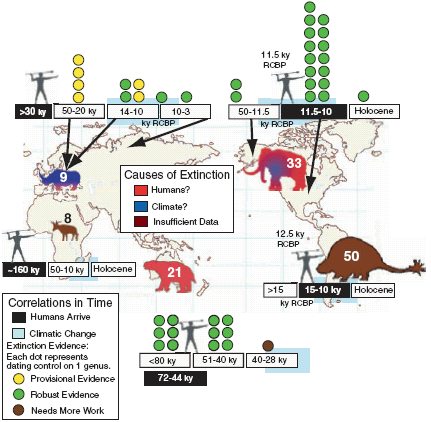 11.5 ky
RCBP
>30 ky
50-20 ky
14-10
10-3
ky RCBP
50-11.5
11.5-10
Holocene
ky RCBP
9
33
Causes of Extinction
Humans?
Climate?
Insufficient Data
8
21
50
12.5 ky
RCBP
~160 ky
50-10 ky
Holocene
>15
15-10 ky
Holocene
ky RCBP
Correlations in Time
Humans Arrive
Climatic Change
Extinction Evidence:
Each dot represents
dating control on 1 genus.
Provisional Evidence
Robust Evidence
Needs More Work
<80 ky
51-40 ky
40-28 ky
72-44 ky